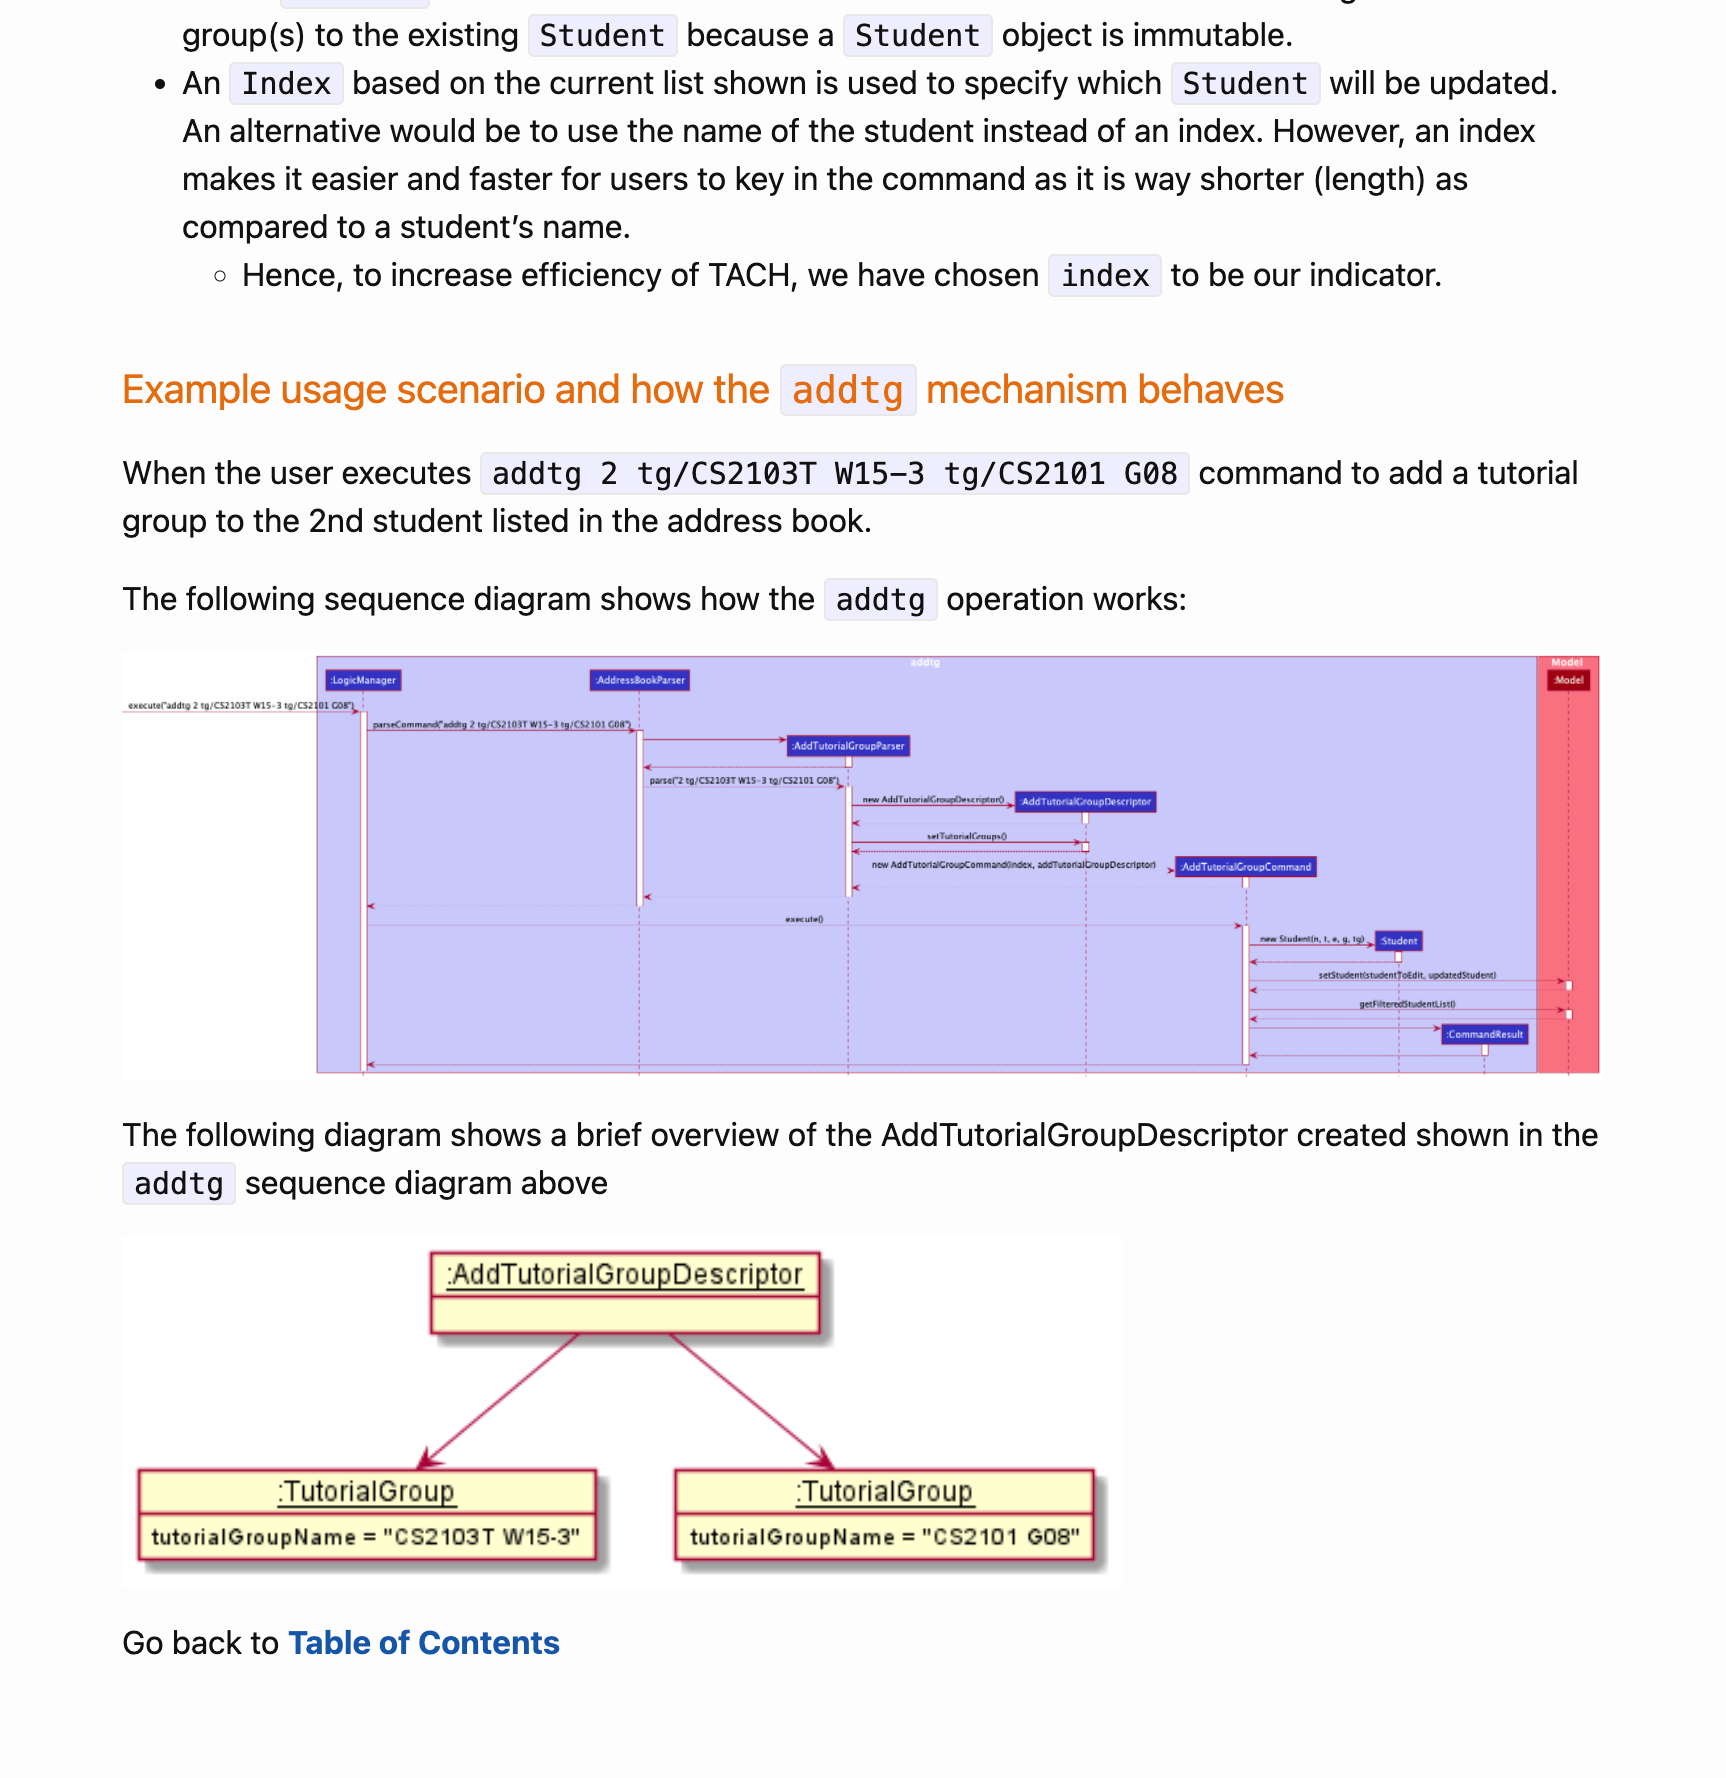 group(s) to the existing Student because a Student object is immutable.
• An Index based on the current list shown is used to specify which Student will be updated.
An alternative would be to use the name of the student instead of an index. However, an index
makes it easier and faster for users to key in the command as it is way shorter (length) as
compared to a student’s name.
◦ Hence, to increase efficiency of TACH, we have chosen index to be our indicator.
Example usage scenario and how the addtg mechanism behaves
When the user executes addtg 2 tg/CS2103T W15-3 tg/CS2101 G08 command to add a tutorial
group to the 2nd student listed in the address book.
The following sequence diagram shows how the addtg operation works:
addtg
Model
:LogicManager
:AddressBookParser
:Model
execute("addtg 2 tg/CS2103T W15-3 tg/CS2101 G08")
parseCommand("addtg 2 tg/CS2103T W15-3 tg/CS2101 G08")
:AddTutorialGroupParser
parse("2 tg/CS2103T W15-3 tg/CS2101 G08")
new AddTutorialGroupDescriptor()
:AddTutorialGroupDescriptor
setTutorialGroups()
new AddTutorialGroupCommand(index, addTutorialGroupDescriptor)
:AddTutorialGroupCommand
execute()
new Student(n, t, e, g, tg)
:Student
setStudent(studentToEdit, updatedStudent)
getFilteredStudentList()
:CommandResult
The following diagram shows a brief overview of the AddTutorialGroupDescriptor created shown in the
addtg sequence diagram above
:AddTutorialGroupDescriptor
:TutorialGroup
tutorialGroupName = "CS2103T W15-3"
:TutorialGroup
tutorialGroupName = "CS2101 G08"
Go back to Table of Contents